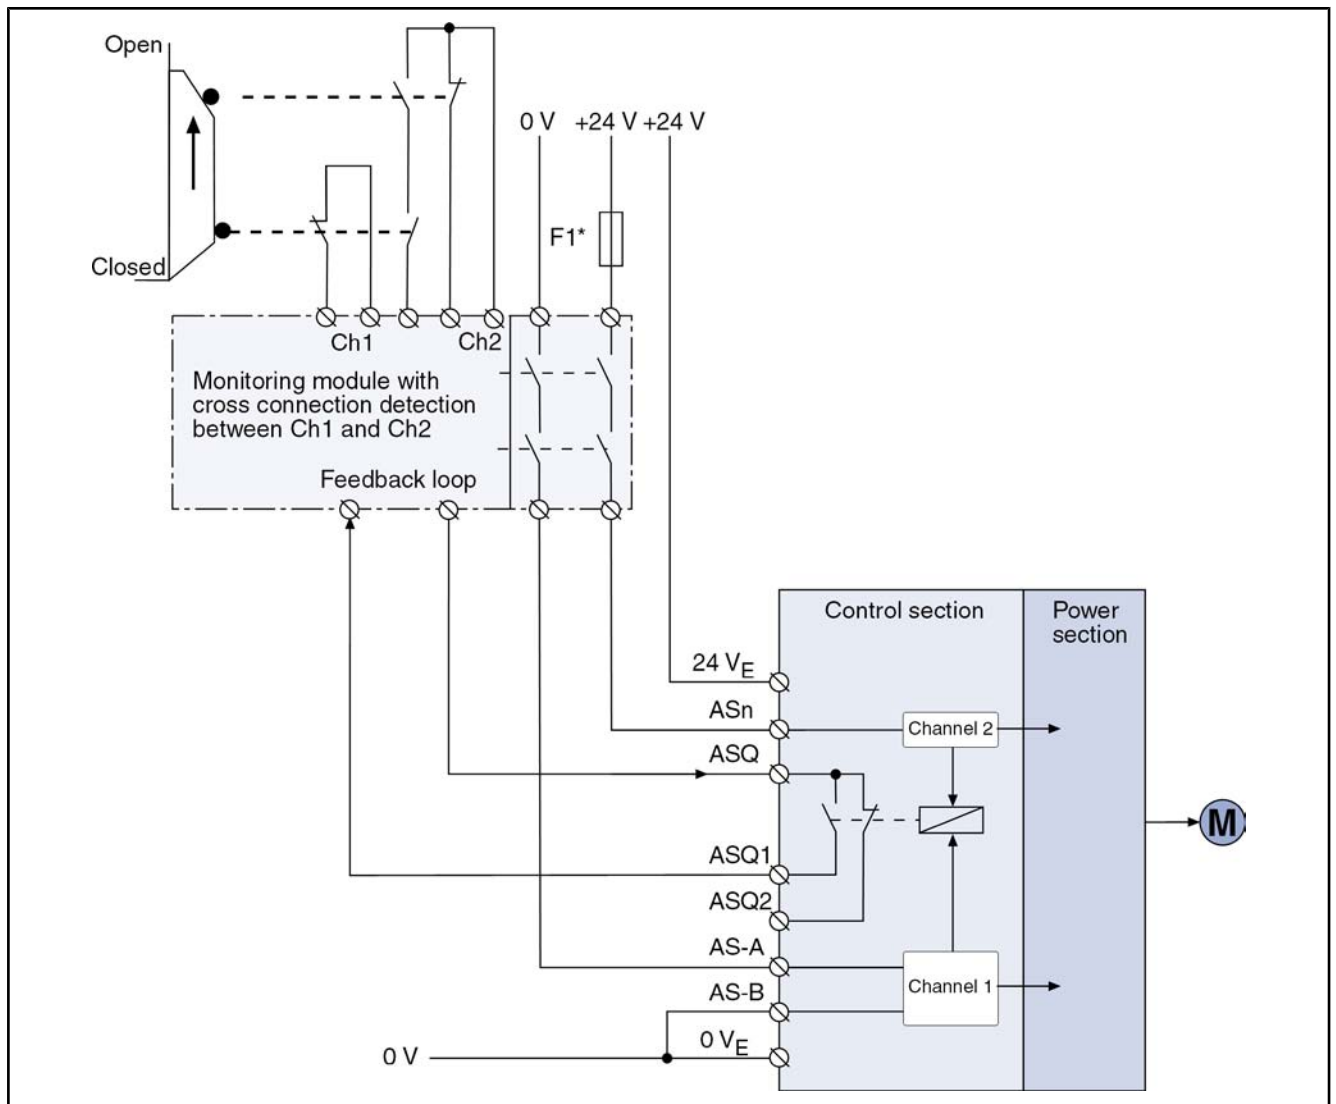 Open
0 V
+24 V
+24 V
F1*
Closed
Ch1
Ch2
Monitoring module with
cross connection detection
between Ch1 and Ch2
Feedback loop
Control section
Power
section
24 VE
ASn
Channel 2
ASQ
M
ASQ1
ASQ2
AS-A
Channel 1
AS-B
0 VE
0 V